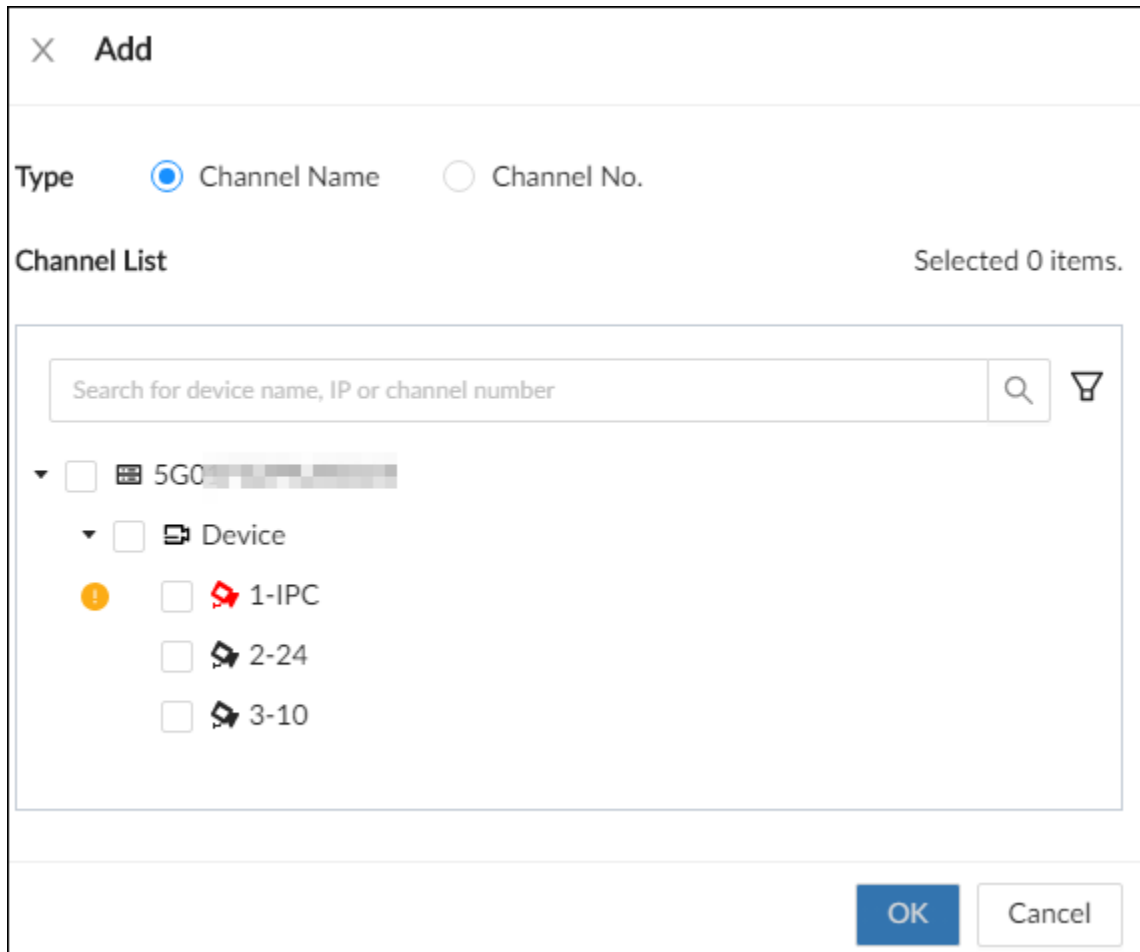 Add
Type Channel Name Channel No.
Channel List Selected 0 items.
Search for device name, IP or channel number
5G0
Device
1-IPC
2-24
3-10
OK Cancel